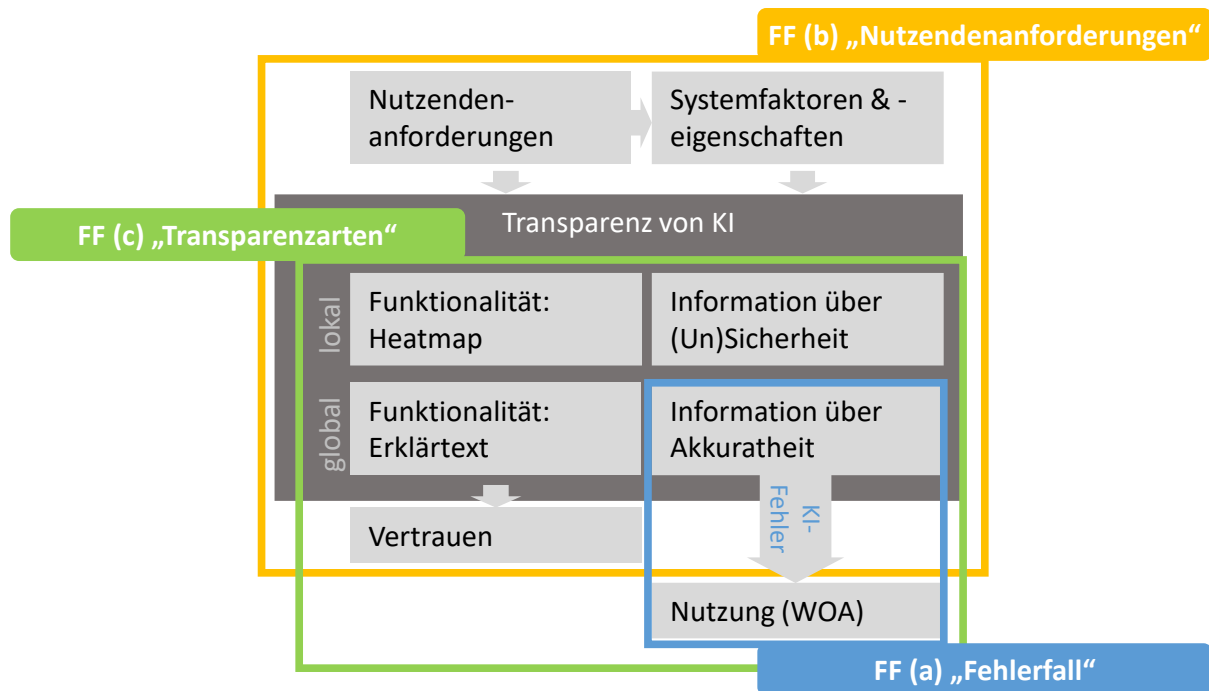 FF (b) „Nutzendenanforderungen“
Nutzenden-
anforderungen
Systemfaktoren & -
eigenschaften
Transparenz von KI
FF (c) „Transparenzarten“
lokal
Funktionalität:
Heatmap
Information über
(Un)Sicherheit
global
Funktionalität:
Erklärtext
Information über
Akkuratheit
KI-
Fehler
Vertrauen
Nutzung (WOA)
FF (a) „Fehlerfall“